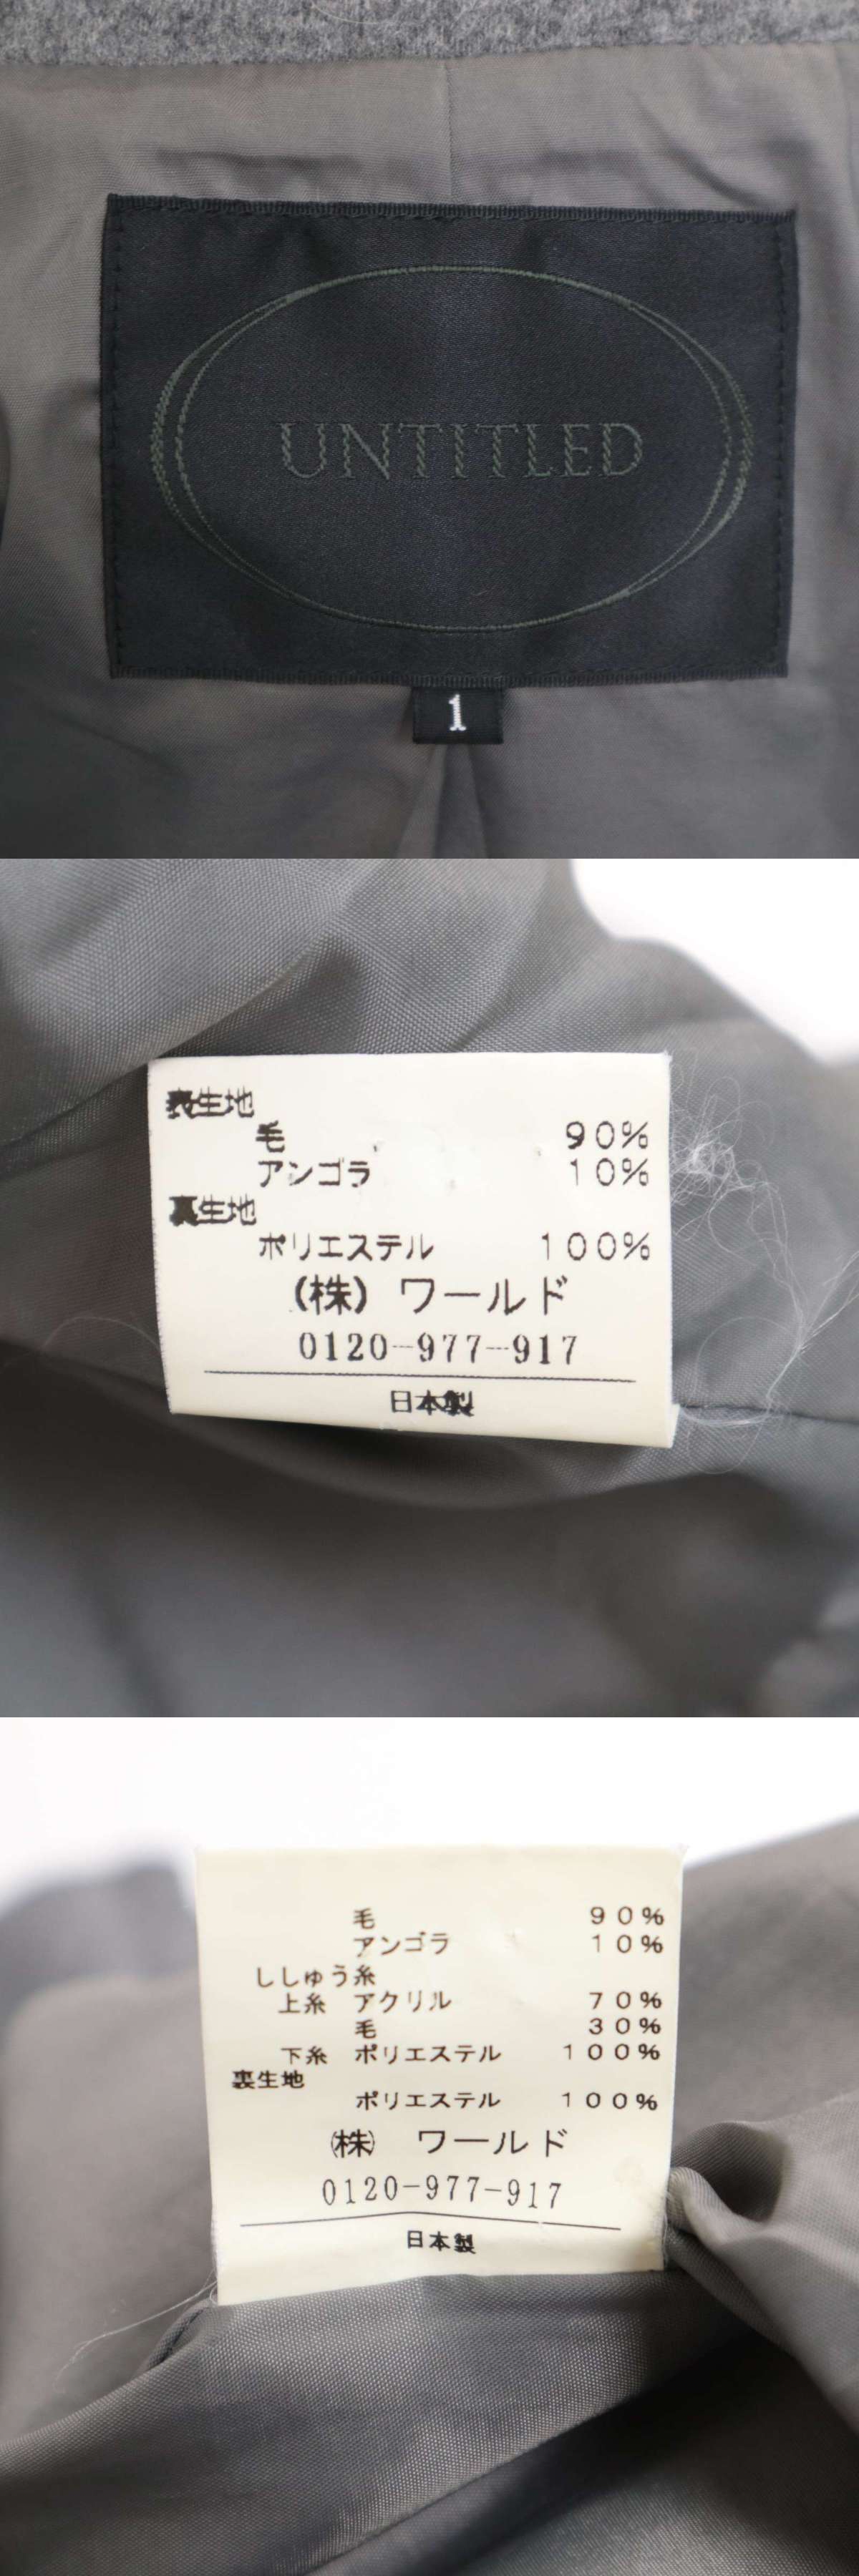 UNTITLED
1
表生地
毛 90%
アンゴラ 10%
裏生地
ポリエステル 100%
(株) ワールド
0120-977-917
日本製
毛 90%
アンゴラ 10%
ししゅう糸
上糸 アクリル 70%
毛 30%
下糸 ポリエステル 100%
裏生地
ポリエステル 100%
(株) ワールド
0120-977-917
日本製